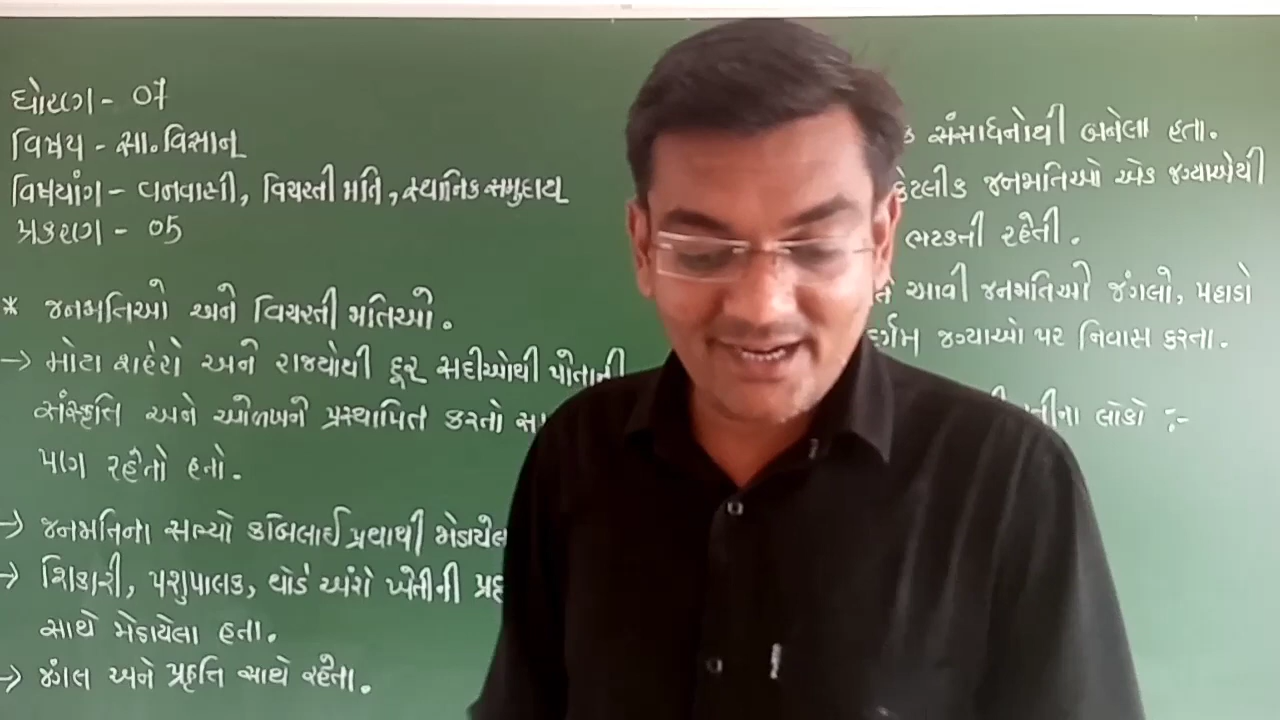 ધોરણ - 07
વિષય - સા. વિજ્ઞાન
વિષયાંગ - વનવાસી, વિચરતી જાતિ, સ્થાનિક સમુદાય
પ્રકરણ - 05
* જનજાતિઓ અને વિચરતી જાતિઓ.
→ મોટા શહેરો અને રાજ્યોથી દૂર સદીઓથી પોતાની
સંસ્કૃતિ અને ઓળખને પ્રસ્થાપિત કરતો
પણ રહેતો હતો.
→ જનજાતિના સભ્યો કબિલાઈ પ્રથાથી જોડાયેલ
→ શિકારી, પશુપાલક, થોડે અંશે ખેતીની
સાથે જોડાયેલા હતા.
→ જંગલ અને પ્રકૃતિ સાથે રહેતા.
સંસાધનોથી બનેલા હતા.
કેટલીક જનજાતિઓ એક જગ્યાએથી
ભટકતી રહેતી.
આવી જનજાતિઓ જંગલો, પહાડો
જગ્યાઓ પર નિવાસ કરતા.
લોકો :-